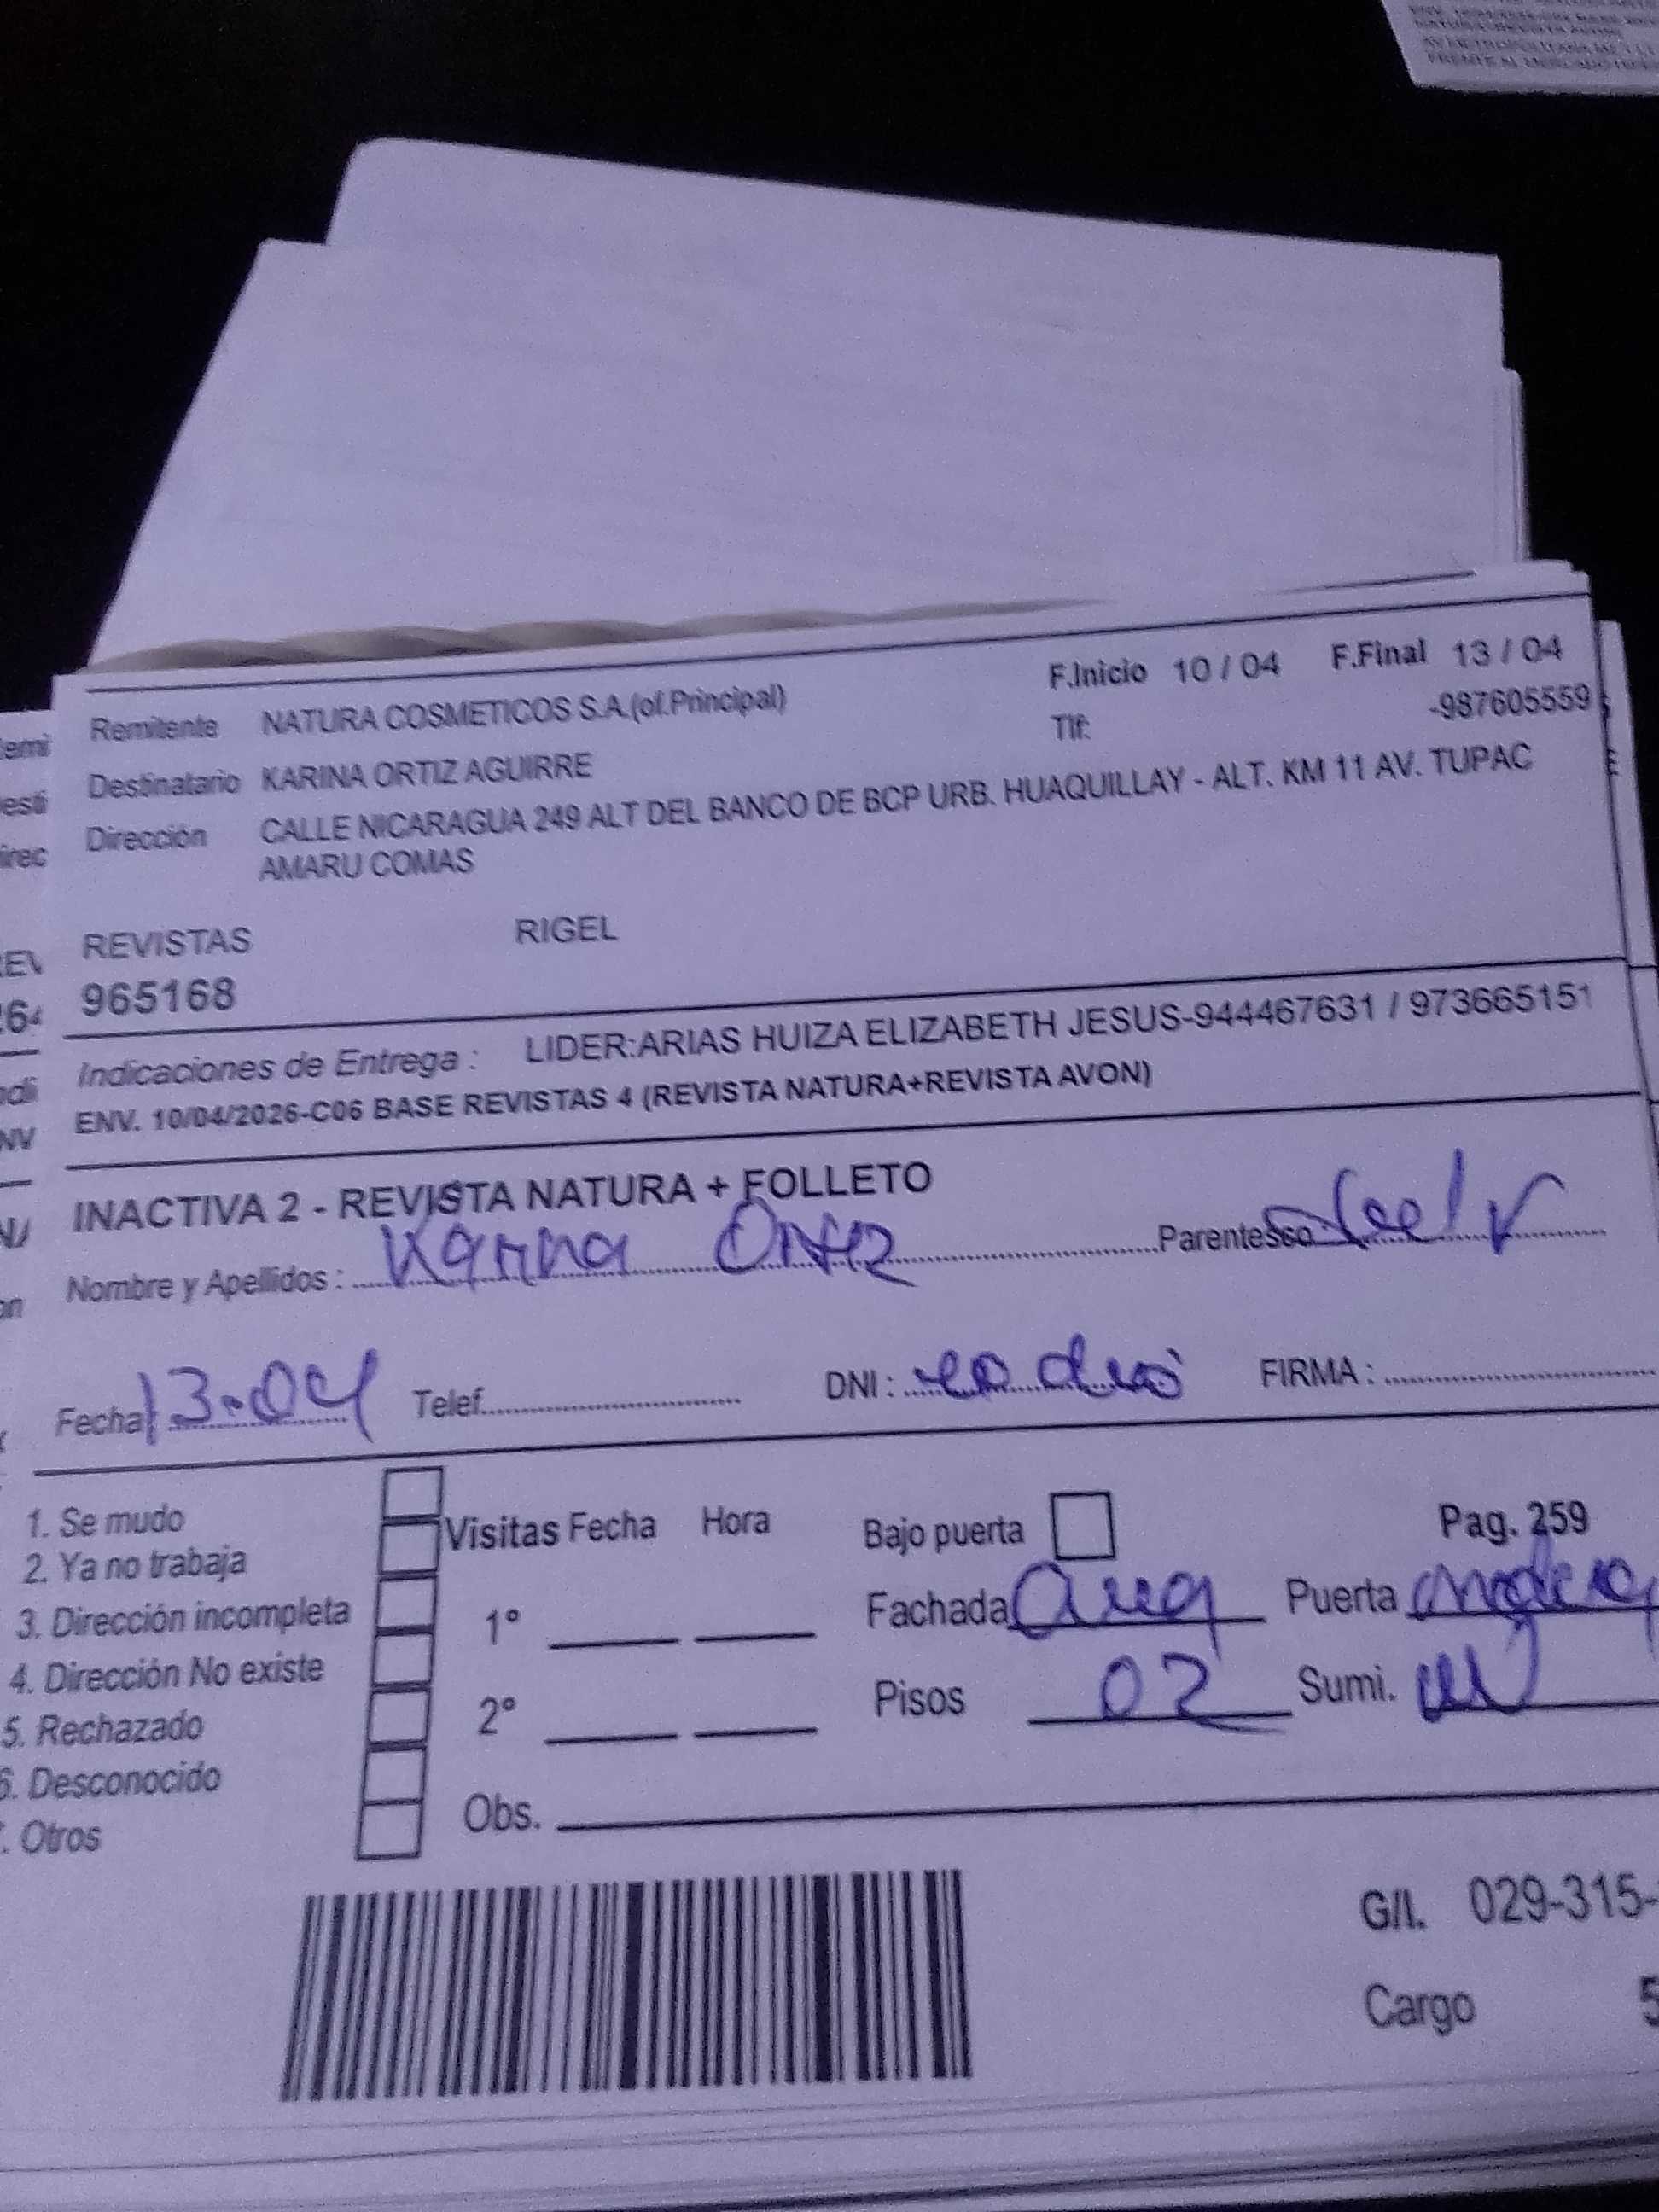 F.Inicio 10 / 04 F.Final 13 / 04
Remitente NATURA COSMETICOS S.A.(of.Principal) Tlf: -987605559
Destinatario KARINA ORTIZ AGUIRRE
Dirección CALLE NICARAGUA 249 ALT DEL BANCO DE BCP URB. HUAQUILLAY - ALT. KM 11 AV. TUPAC
AMARU COMAS
REVISTAS RIGEL
965168
Indicaciones de Entrega : LIDER:ARIAS HUIZA ELIZABETH JESUS-944467631 / 973665151
ENV. 10/04/2026-C06 BASE REVISTAS 4 (REVISTA NATURA+REVISTA AVON)
INACTIVA 2 - REVISTA NATURA + FOLLETO
Nombre y Apellidos : Karina Ortiz Parentesco
Fecha 13.04 Telef. DNI : FIRMA :
1. Se mudo
2. Ya no trabaja
3. Dirección incompleta
4. Dirección No existe
5. Rechazado
6. Desconocido
. Otros
Visitas Fecha Hora
1º
2º
Obs.
Bajo puerta Pag. 259
Fachada Puerta
Pisos 02 Sumi.
G/I. 029-315-
Cargo 5